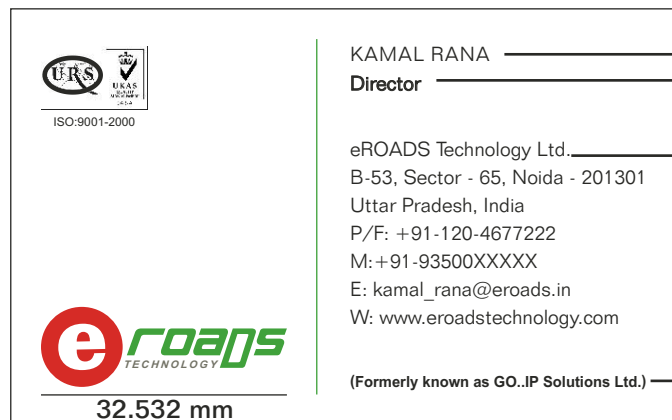 URS
UKAS
ISO:9001-2000
KAMAL RANA
Director
eROADS Technology Ltd.
B-53, Sector - 65, Noida - 201301
Uttar Pradesh, India
P/F: +91-120-4677222
M:+91-93500XXXXX
E: kamal_rana@eroads.in
W: www.eroadstechnology.com
(Formerly known as GO..IP Solutions Ltd.)
e roads
TECHNOLOGY
32.532 mm